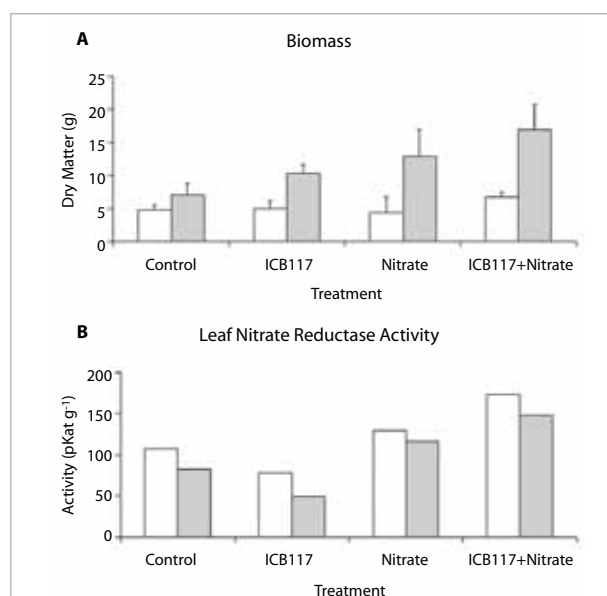 A Biomass
25
20
15
10
5
0
Dry Matter (g)
Control ICB117 Nitrate ICB117+Nitrate
Treatment
B Leaf Nitrate Reductase Activity
200
150
100
50
0
Activity (pKat g⁻¹)
Control ICB117 Nitrate ICB117+Nitrate
Treatment